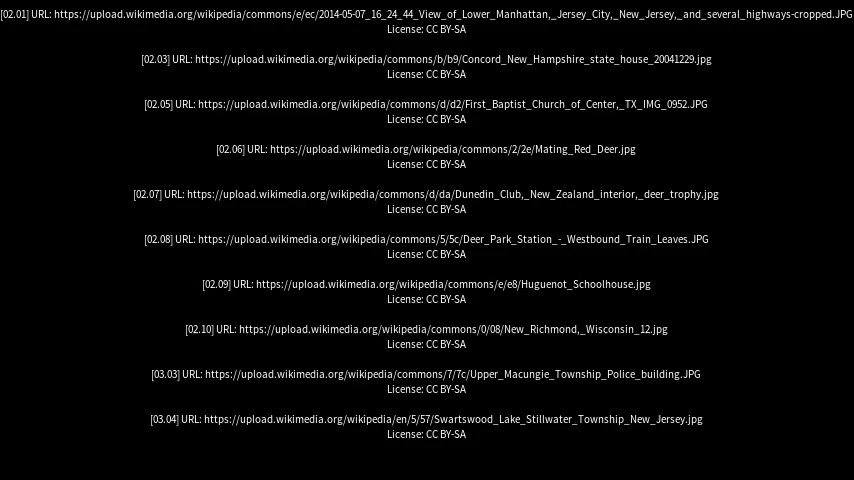 [02.01] URL: https://upload.wikimedia.org/wikipedia/commons/e/ec/2014-05-07_16_24_44_View_of_Lower_Manhattan,_Jersey_City,_New_Jersey,_and_several_highways-cropped.JPG
License: CC BY-SA
[02.03] URL: https://upload.wikimedia.org/wikipedia/commons/b/b9/Concord_New_Hampshire_state_house_20041229.jpg
License: CC BY-SA
[02.05] URL: https://upload.wikimedia.org/wikipedia/commons/d/d2/First_Baptist_Church_of_Center,_TX_IMG_0952.JPG
License: CC BY-SA
[02.06] URL: https://upload.wikimedia.org/wikipedia/commons/2/2e/Mating_Red_Deer.jpg
License: CC BY-SA
[02.07] URL: https://upload.wikimedia.org/wikipedia/commons/d/da/Dunedin_Club,_New_Zealand_interior,_deer_trophy.jpg
License: CC BY-SA
[02.08] URL: https://upload.wikimedia.org/wikipedia/commons/5/5c/Deer_Park_Station_-_Westbound_Train_Leaves.JPG
License: CC BY-SA
[02.09] URL: https://upload.wikimedia.org/wikipedia/commons/e/e8/Huguenot_Schoolhouse.jpg
License: CC BY-SA
[02.10] URL: https://upload.wikimedia.org/wikipedia/commons/0/08/New_Richmond,_Wisconsin_12.jpg
License: CC BY-SA
[03.03] URL: https://upload.wikimedia.org/wikipedia/commons/7/7c/Upper_Macungie_Township_Police_building.JPG
License: CC BY-SA
[03.04] URL: https://upload.wikimedia.org/wikipedia/en/5/57/Swartswood_Lake_Stillwater_Township_New_Jersey.jpg
License: CC BY-SA